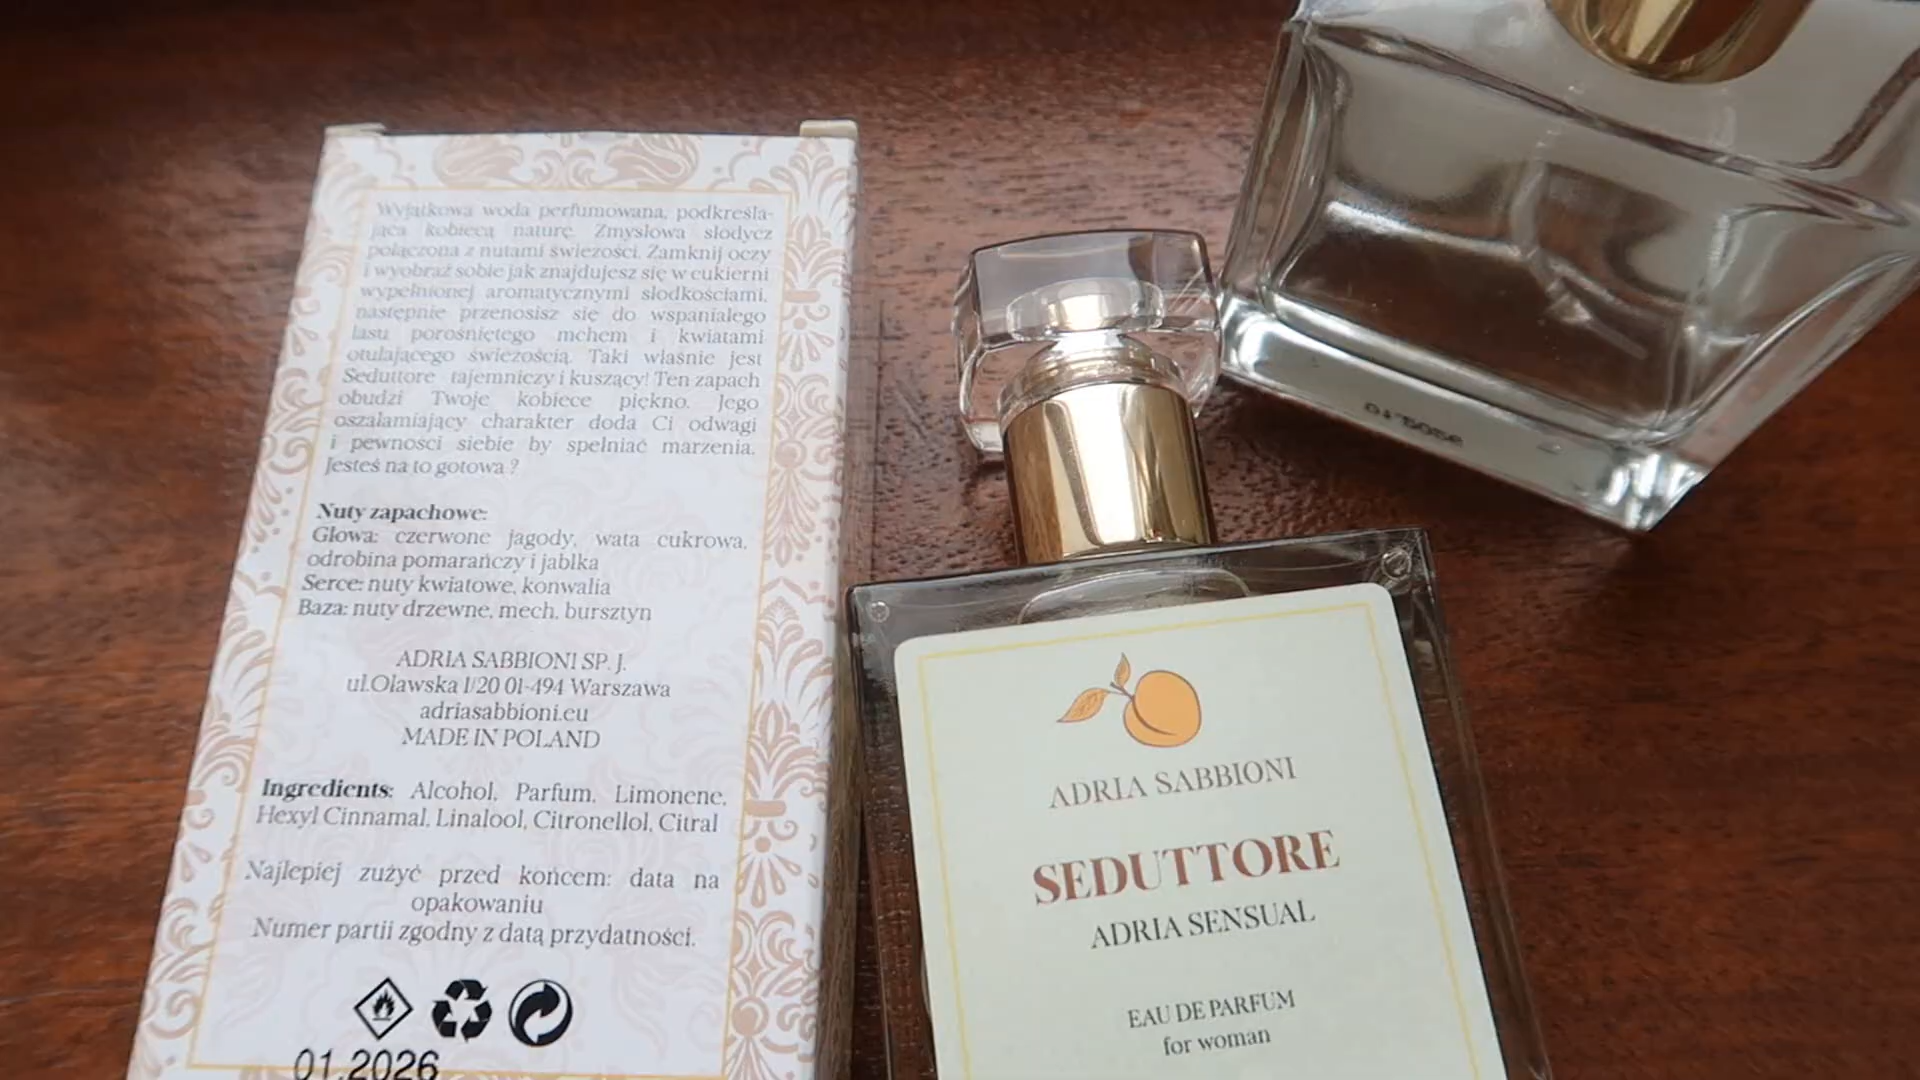 Wyjątkowa woda perfumowana, podkreśla-
jąca kobiecą naturę. Zmysłowa słodycz
połączona z nutami świeżości. Zamknij oczy
i wyobraź sobie jak znajdujesz się w cukierni
wypełnionej aromatycznymi słodkościami,
następnie przenosisz się do wspaniałego
lasu porośniętego mchem i kwiatami
otulającego świeżością. Taki właśnie jest
Seduttore tajemniczy i kuszący! Ten zapach
obudzi Twoje kobiece piękno. Jego
oszałamiający charakter doda Ci odwagi
i pewności siebie by spełniać marzenia.
Jesteś na to gotowa ?
Nuty zapachowe:
Głowa: czerwone jagody, wata cukrowa,
odrobina pomarańczy i jabłka
Serce: nuty kwiatowe, konwalia
Baza: nuty drzewne, mech, bursztyn
ADRIA SABBIONI SP. J.
ul.Oławska 1/20 01-494 Warszawa
adriasabbioni.eu
MADE IN POLAND
Ingredients: Alcohol, Parfum, Limonene,
Hexyl Cinnamal, Linalool, Citronellol, Citral
Najlepiej zużyć przed końcem: data na
opakowaniu
Numer partii zgodny z datą przydatności.
01.2026
ADRIA SABBIONI
SEDUTTORE
ADRIA SENSUAL
EAU DE PARFUM
for woman